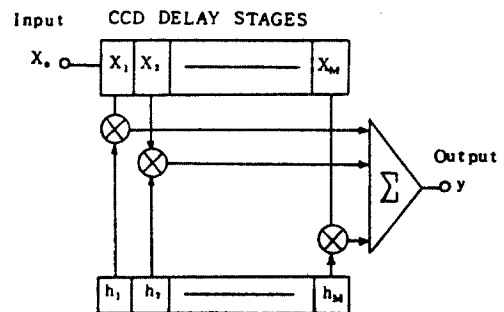 Input CCD DELAY STAGES
X₀ X₁ X₂ X_M
Output
Σ y
h₁ h₂ h_M